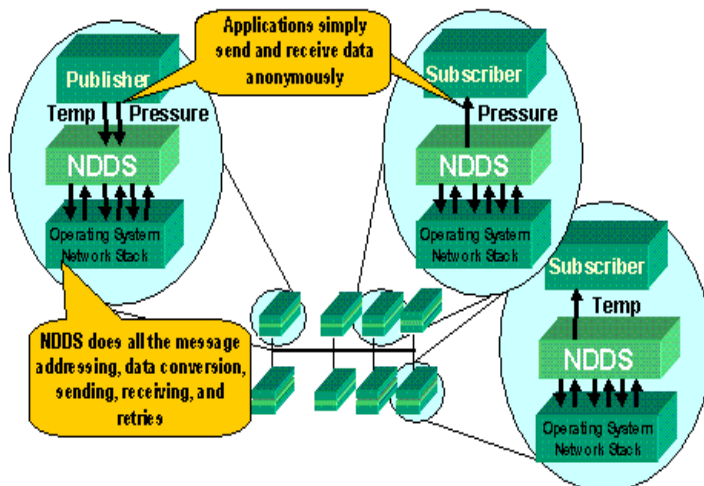 Applications simply
send and receive data
anonymously
Publisher
Temp Pressure
NDDS
Operating System
Network Stack
Subscriber
Pressure
NDDS
Operating System
Network Stack
Subscriber
Temp
NDDS
Operating System
Network Stack
NDDS does all the message
addressing, data conversion,
sending, receiving, and
retries